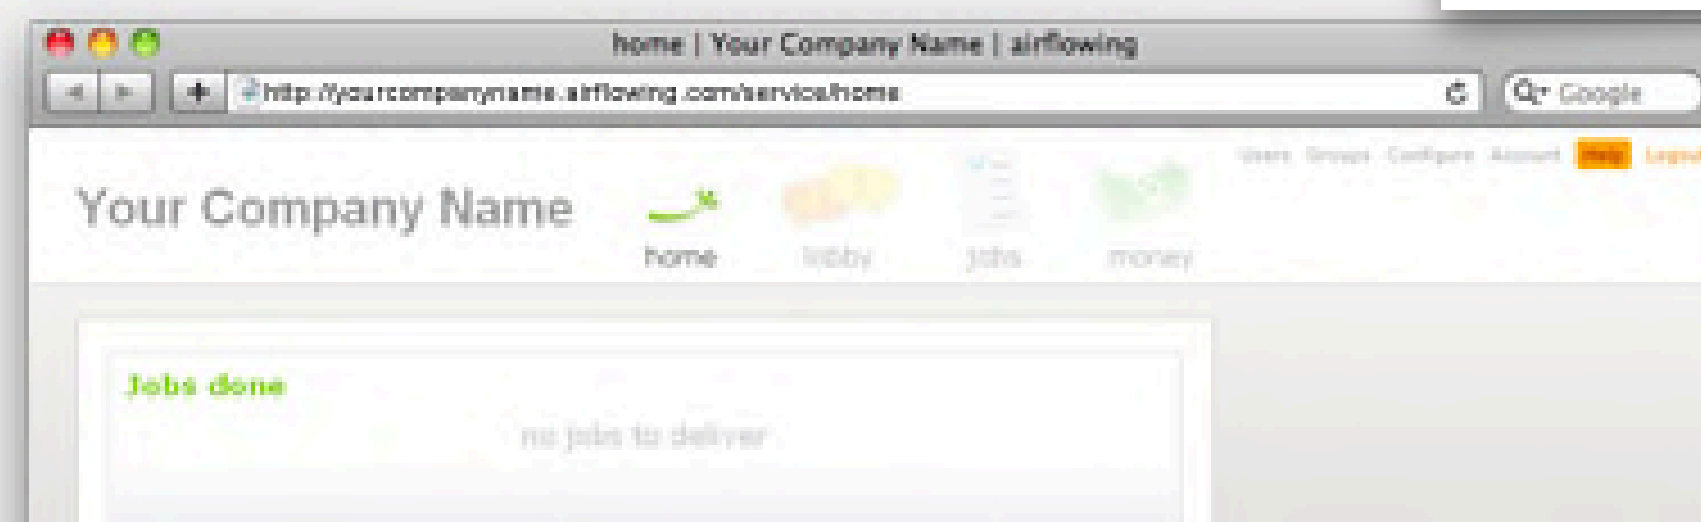 home | Your Company Name | airflowing
http://yourcompanyname.airflowing.com/service/home
Google
Users Groups Configure Account Help Logout
Your Company Name
home lobby jobs money
Jobs done
no jobs to deliver